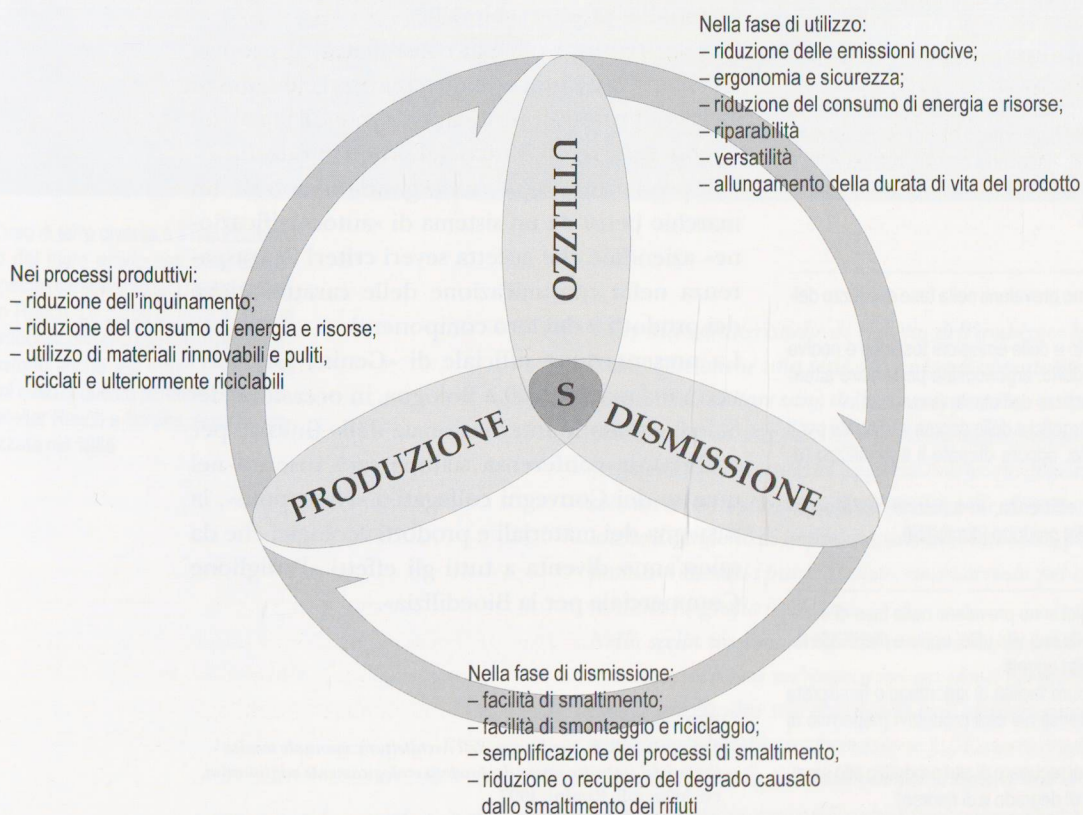 Nella fase di utilizzo:
– riduzione delle emissioni nocive;
– ergonomia e sicurezza;
– riduzione del consumo di energia e risorse;
– riparabilità
– versatilità
– allungamento della durata di vita del prodotto
UTILIZZO
Nei processi produttivi:
– riduzione dell'inquinamento;
– riduzione del consumo di energia e risorse;
– utilizzo di materiali rinnovabili e puliti,
riciclati e ulteriormente riciclabili
S
PRODUZIONE
DISMISSIONE
Nella fase di dismissione:
– facilità di smaltimento;
– facilità di smontaggio e riciclaggio;
– semplificazione dei processi di smaltimento;
– riduzione o recupero del degrado causato
dallo smaltimento dei rifiuti